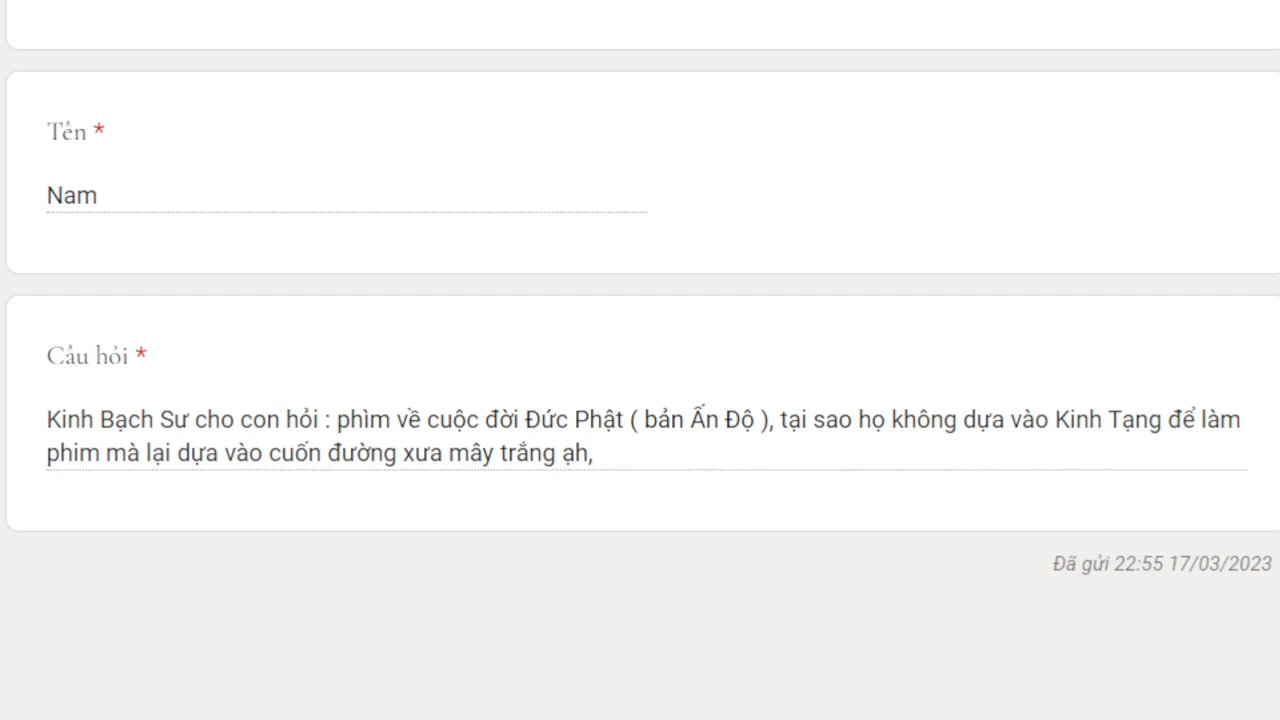 Tên *
Nam
Câu hỏi *
Kinh Bạch Sư cho con hỏi : phìm về cuộc đời Đức Phật ( bản Ấn Độ ), tại sao họ không dựa vào Kinh Tạng để làm
phim mà lại dựa vào cuốn đường xưa mây trắng ạh,
Đã gửi 22:55 17/03/2023